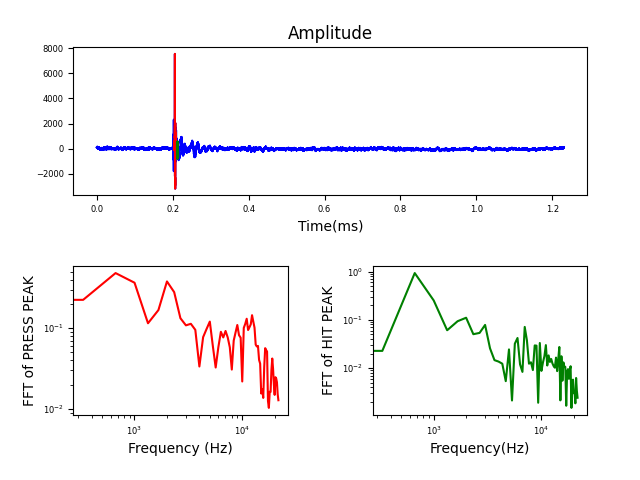 Amplitude
8000
6000
4000
2000
0
−2000
0.0 0.2 0.4 0.6 0.8 1.0 1.2
Time(ms)
FFT of PRESS PEAK
10⁻¹
10⁻²
10³ 10⁴
Frequency (Hz)
FFT of HIT PEAK
10⁰
10⁻¹
10⁻²
10³ 10⁴
Frequency(Hz)